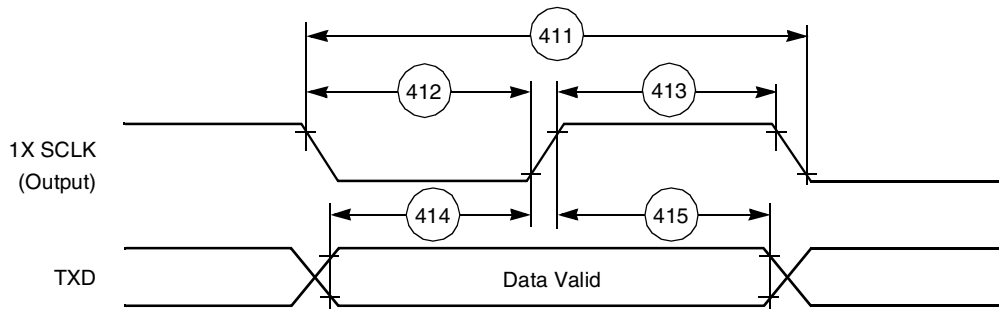 411
412
413
1X SCLK
(Output)
414
415
TXD
Data Valid